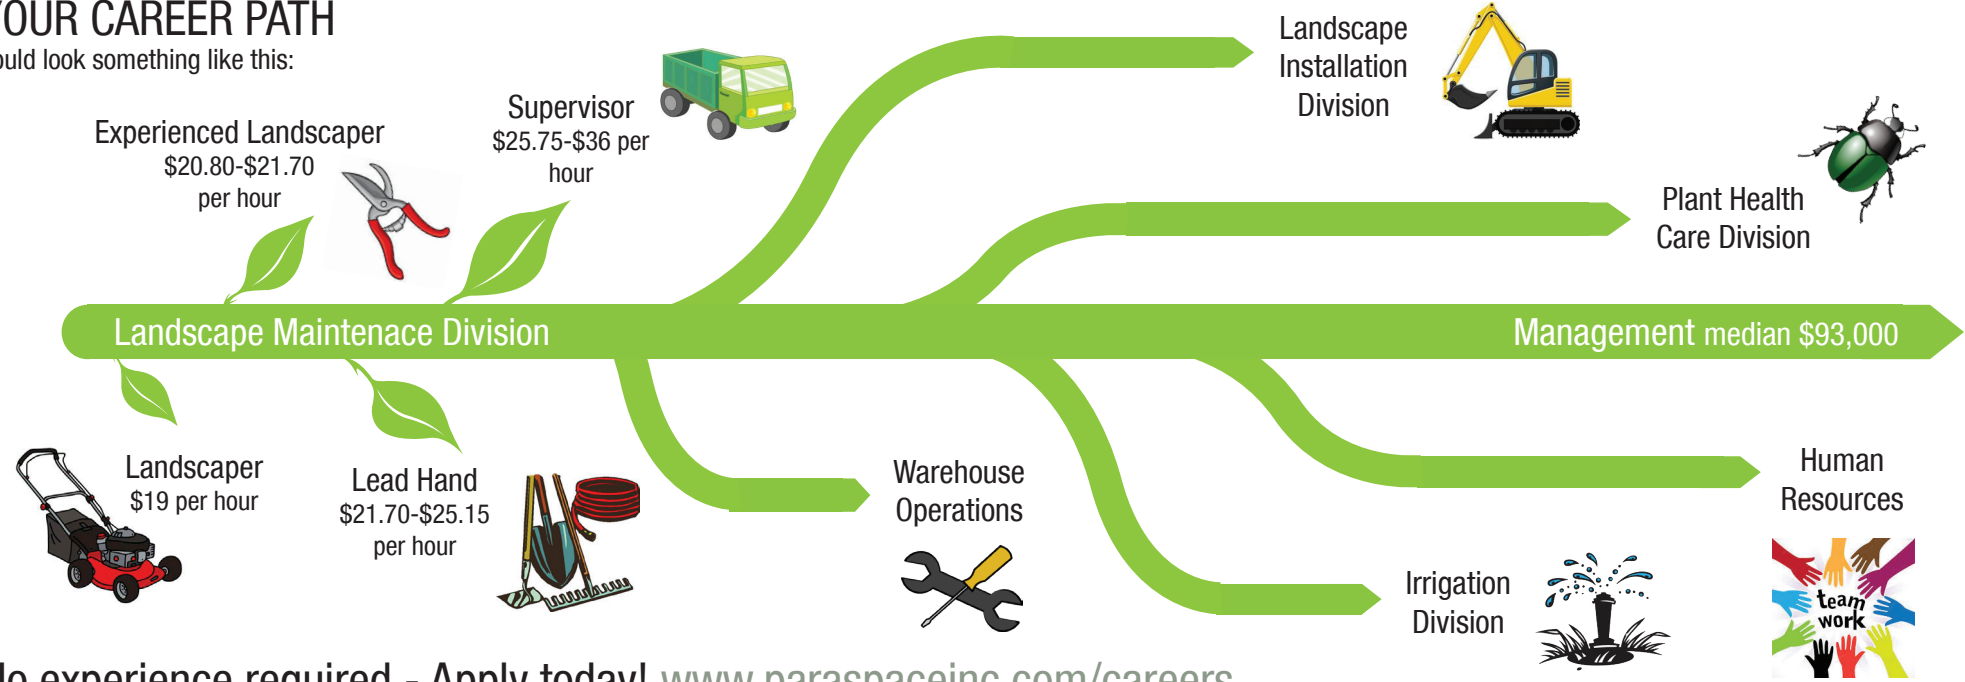 YOUR CAREER PATH
ould look something like this:
Experienced Landscaper
$20.80-$21.70
per hour
Supervisor
$25.75-$36 per
hour
Landscape
Installation
Division
Plant Health
Care Division
Landscape Maintenace Division
Management median $93,000
Landscaper
$19 per hour
Lead Hand
$21.70-$25.15
per hour
Warehouse
Operations
Irrigation
Division
Human
Resources
team
work
No experience required - Apply today! www.paraspaceinc.com/careers